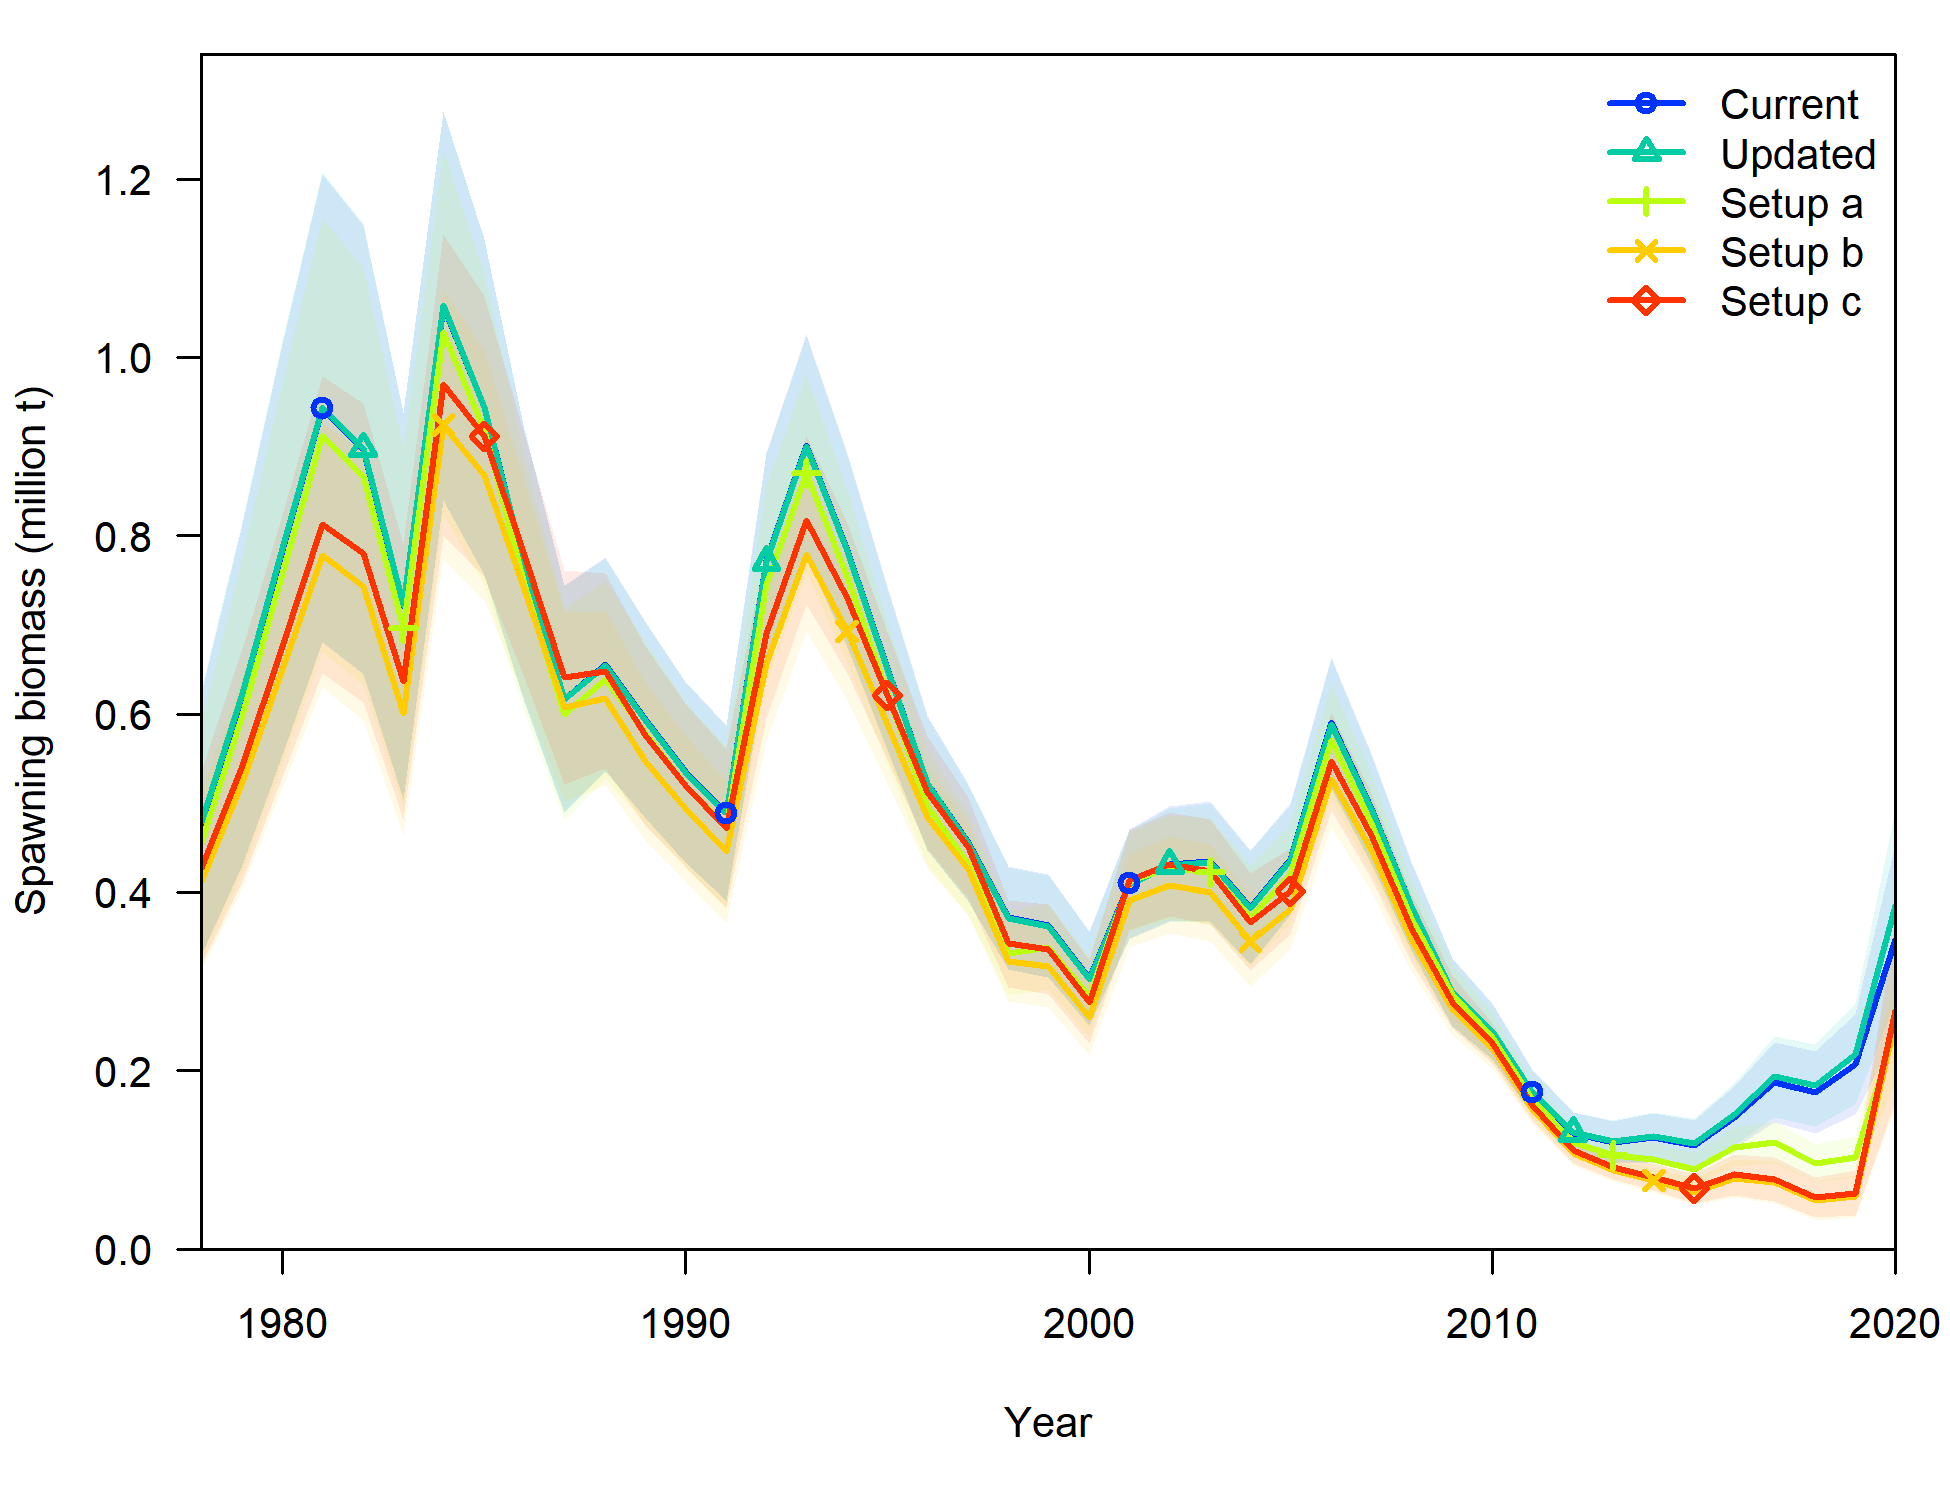 Current
Updated
Setup a
Setup b
Setup c
1.2
1.0
0.8
0.6
0.4
0.2
0.0
Spawning biomass (million t)
1980 1990 2000 2010 2020
Year